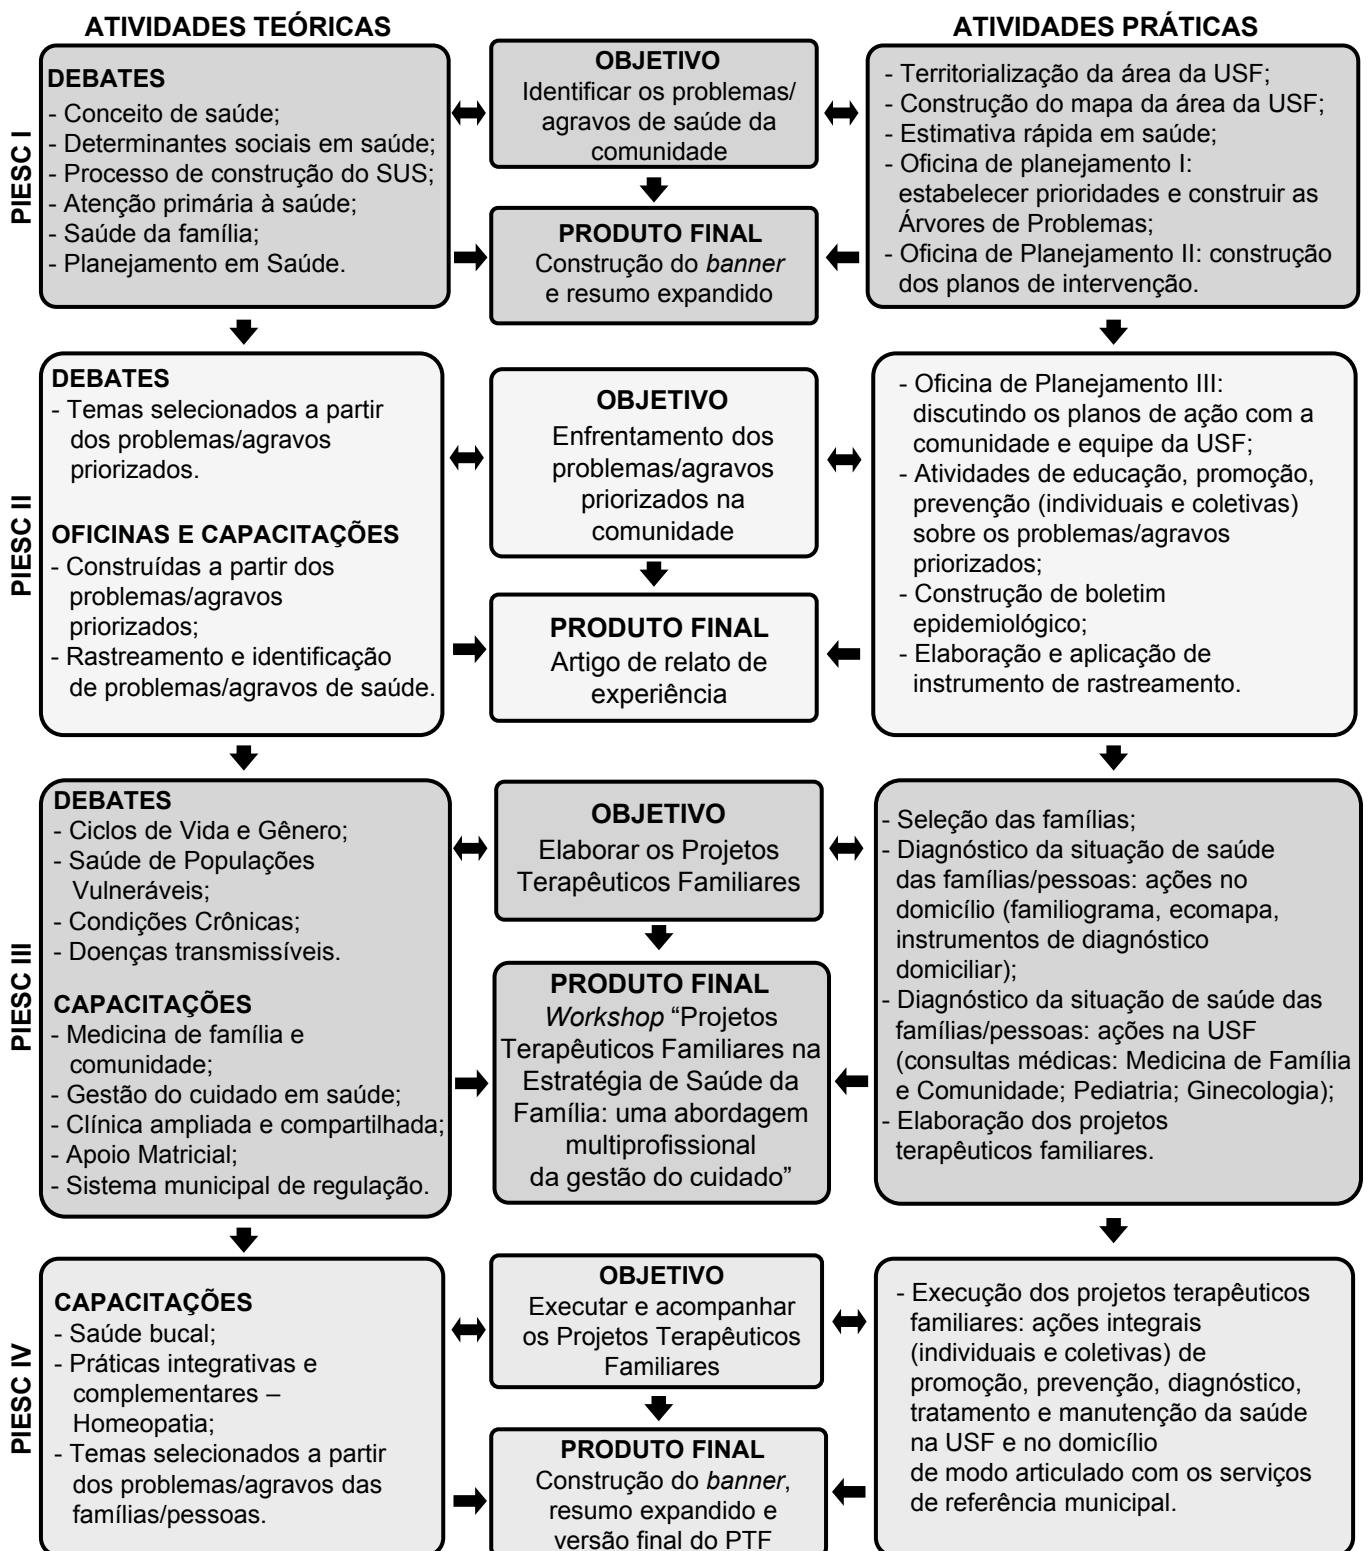 ATIVIDADES TEÓRICAS
ATIVIDADES PRÁTICAS
PIESC I
DEBATES
- Conceito de saúde;
- Determinantes sociais em saúde;
- Processo de construção do SUS;
- Atenção primária à saúde;
- Saúde da família;
- Planejamento em Saúde.
OBJETIVO
Identificar os problemas/
agravos de saúde da
comunidade
PRODUTO FINAL
Construção do banner
e resumo expandido
- Territorialização da área da USF;
- Construção do mapa da área da USF;
- Estimativa rápida em saúde;
- Oficina de planejamento I:
estabelecer prioridades e construir as
Árvores de Problemas;
- Oficina de Planejamento II: construção
dos planos de intervenção.
PIESC II
DEBATES
- Temas selecionados a partir
dos problemas/agravos
priorizados.
OFICINAS E CAPACITAÇÕES
- Construídas a partir dos
problemas/agravos
priorizados;
- Rastreamento e identificação
de problemas/agravos de saúde.
OBJETIVO
Enfrentamento dos
problemas/agravos
priorizados na
comunidade
PRODUTO FINAL
Artigo de relato de
experiência
- Oficina de Planejamento III:
discutindo os planos de ação com a
comunidade e equipe da USF;
- Atividades de educação, promoção,
prevenção (individuais e coletivas)
sobre os problemas/agravos
priorizados;
- Construção de boletim
epidemiológico;
- Elaboração e aplicação de
instrumento de rastreamento.
PIESC III
DEBATES
- Ciclos de Vida e Gênero;
- Saúde de Populações
Vulneráveis;
- Condições Crônicas;
- Doenças transmissíveis.
CAPACITAÇÕES
- Medicina de família e
comunidade;
- Gestão do cuidado em saúde;
- Clínica ampliada e compartilhada;
- Apoio Matricial;
- Sistema municipal de regulação.
OBJETIVO
Elaborar os Projetos
Terapêuticos Familiares
PRODUTO FINAL
Workshop “Projetos
Terapêuticos Familiares na
Estratégia de Saúde da
Família: uma abordagem
multiprofissional
da gestão do cuidado”
- Seleção das famílias;
- Diagnóstico da situação de saúde
das famílias/pessoas: ações no
domicílio (familiograma, ecomapa,
instrumentos de diagnóstico
domiciliar);
- Diagnóstico da situação de saúde das
famílias/pessoas: ações na USF
(consultas médicas: Medicina de Família
e Comunidade; Pediatria; Ginecologia);
- Elaboração dos projetos
terapêuticos familiares.
PIESC IV
CAPACITAÇÕES
- Saúde bucal;
- Práticas integrativas e
complementares –
Homeopatia;
- Temas selecionados a partir
dos problemas/agravos das
famílias/pessoas.
OBJETIVO
Executar e acompanhar
os Projetos Terapêuticos
Familiares
PRODUTO FINAL
Construção do banner,
resumo expandido e
versão final do PTF
- Execução dos projetos terapêuticos
familiares: ações integrais
(individuais e coletivas) de
promoção, prevenção, diagnóstico,
tratamento e manutenção da saúde
na USF e no domicílio
de modo articulado com os serviços
de referência municipal.